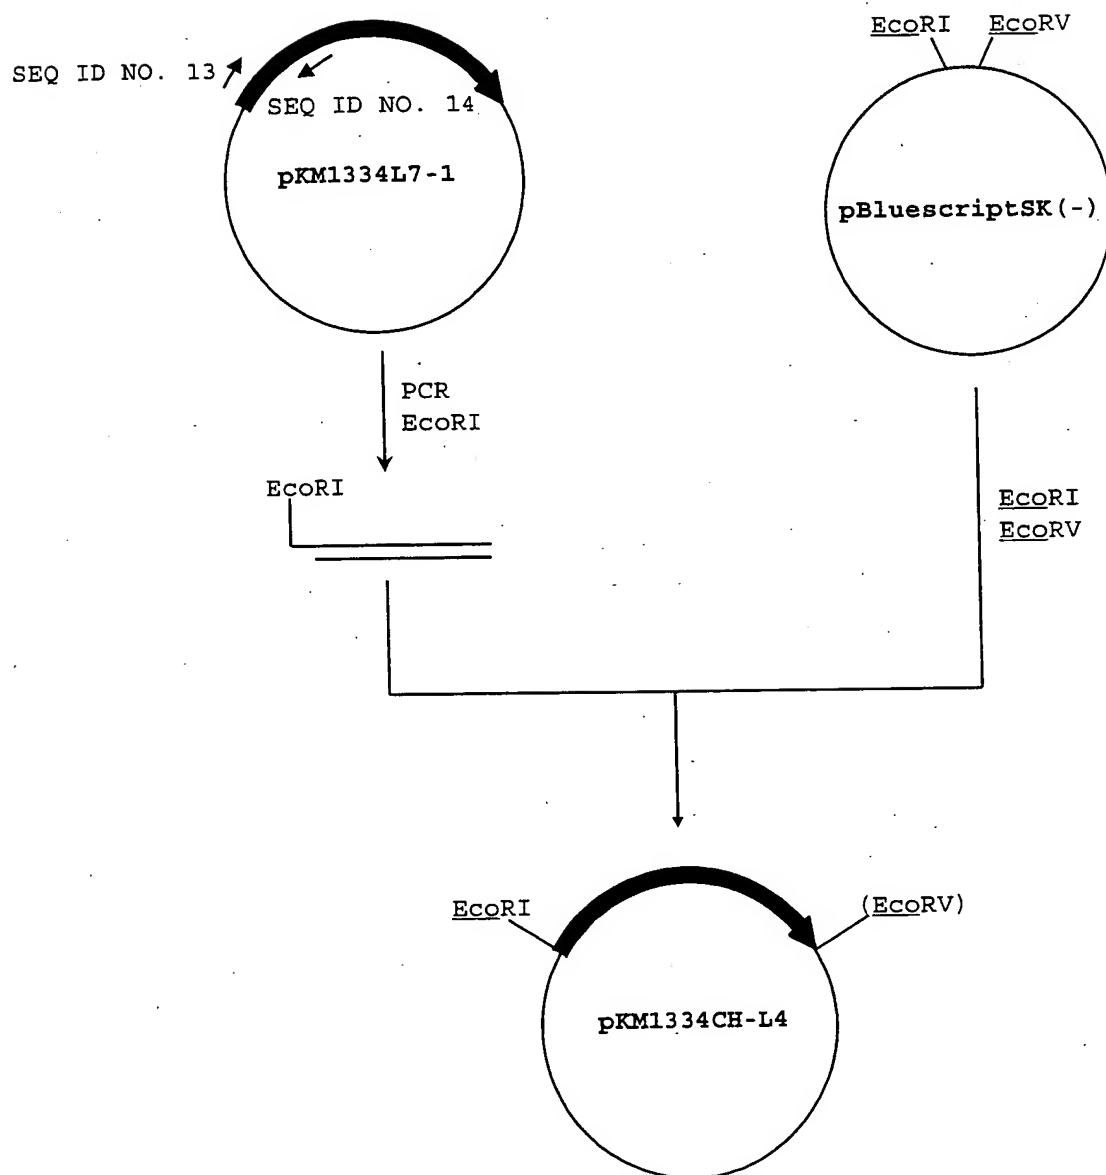 EcoRI EcoRV
SEQ ID NO. 13
SEQ ID NO. 14
pKM1334L7-1
pBluescriptSK(-)
PCR
EcoRI
EcoRI
EcoRI
EcoRV
EcoRI
(EcoRV)
pKM1334CH-L4